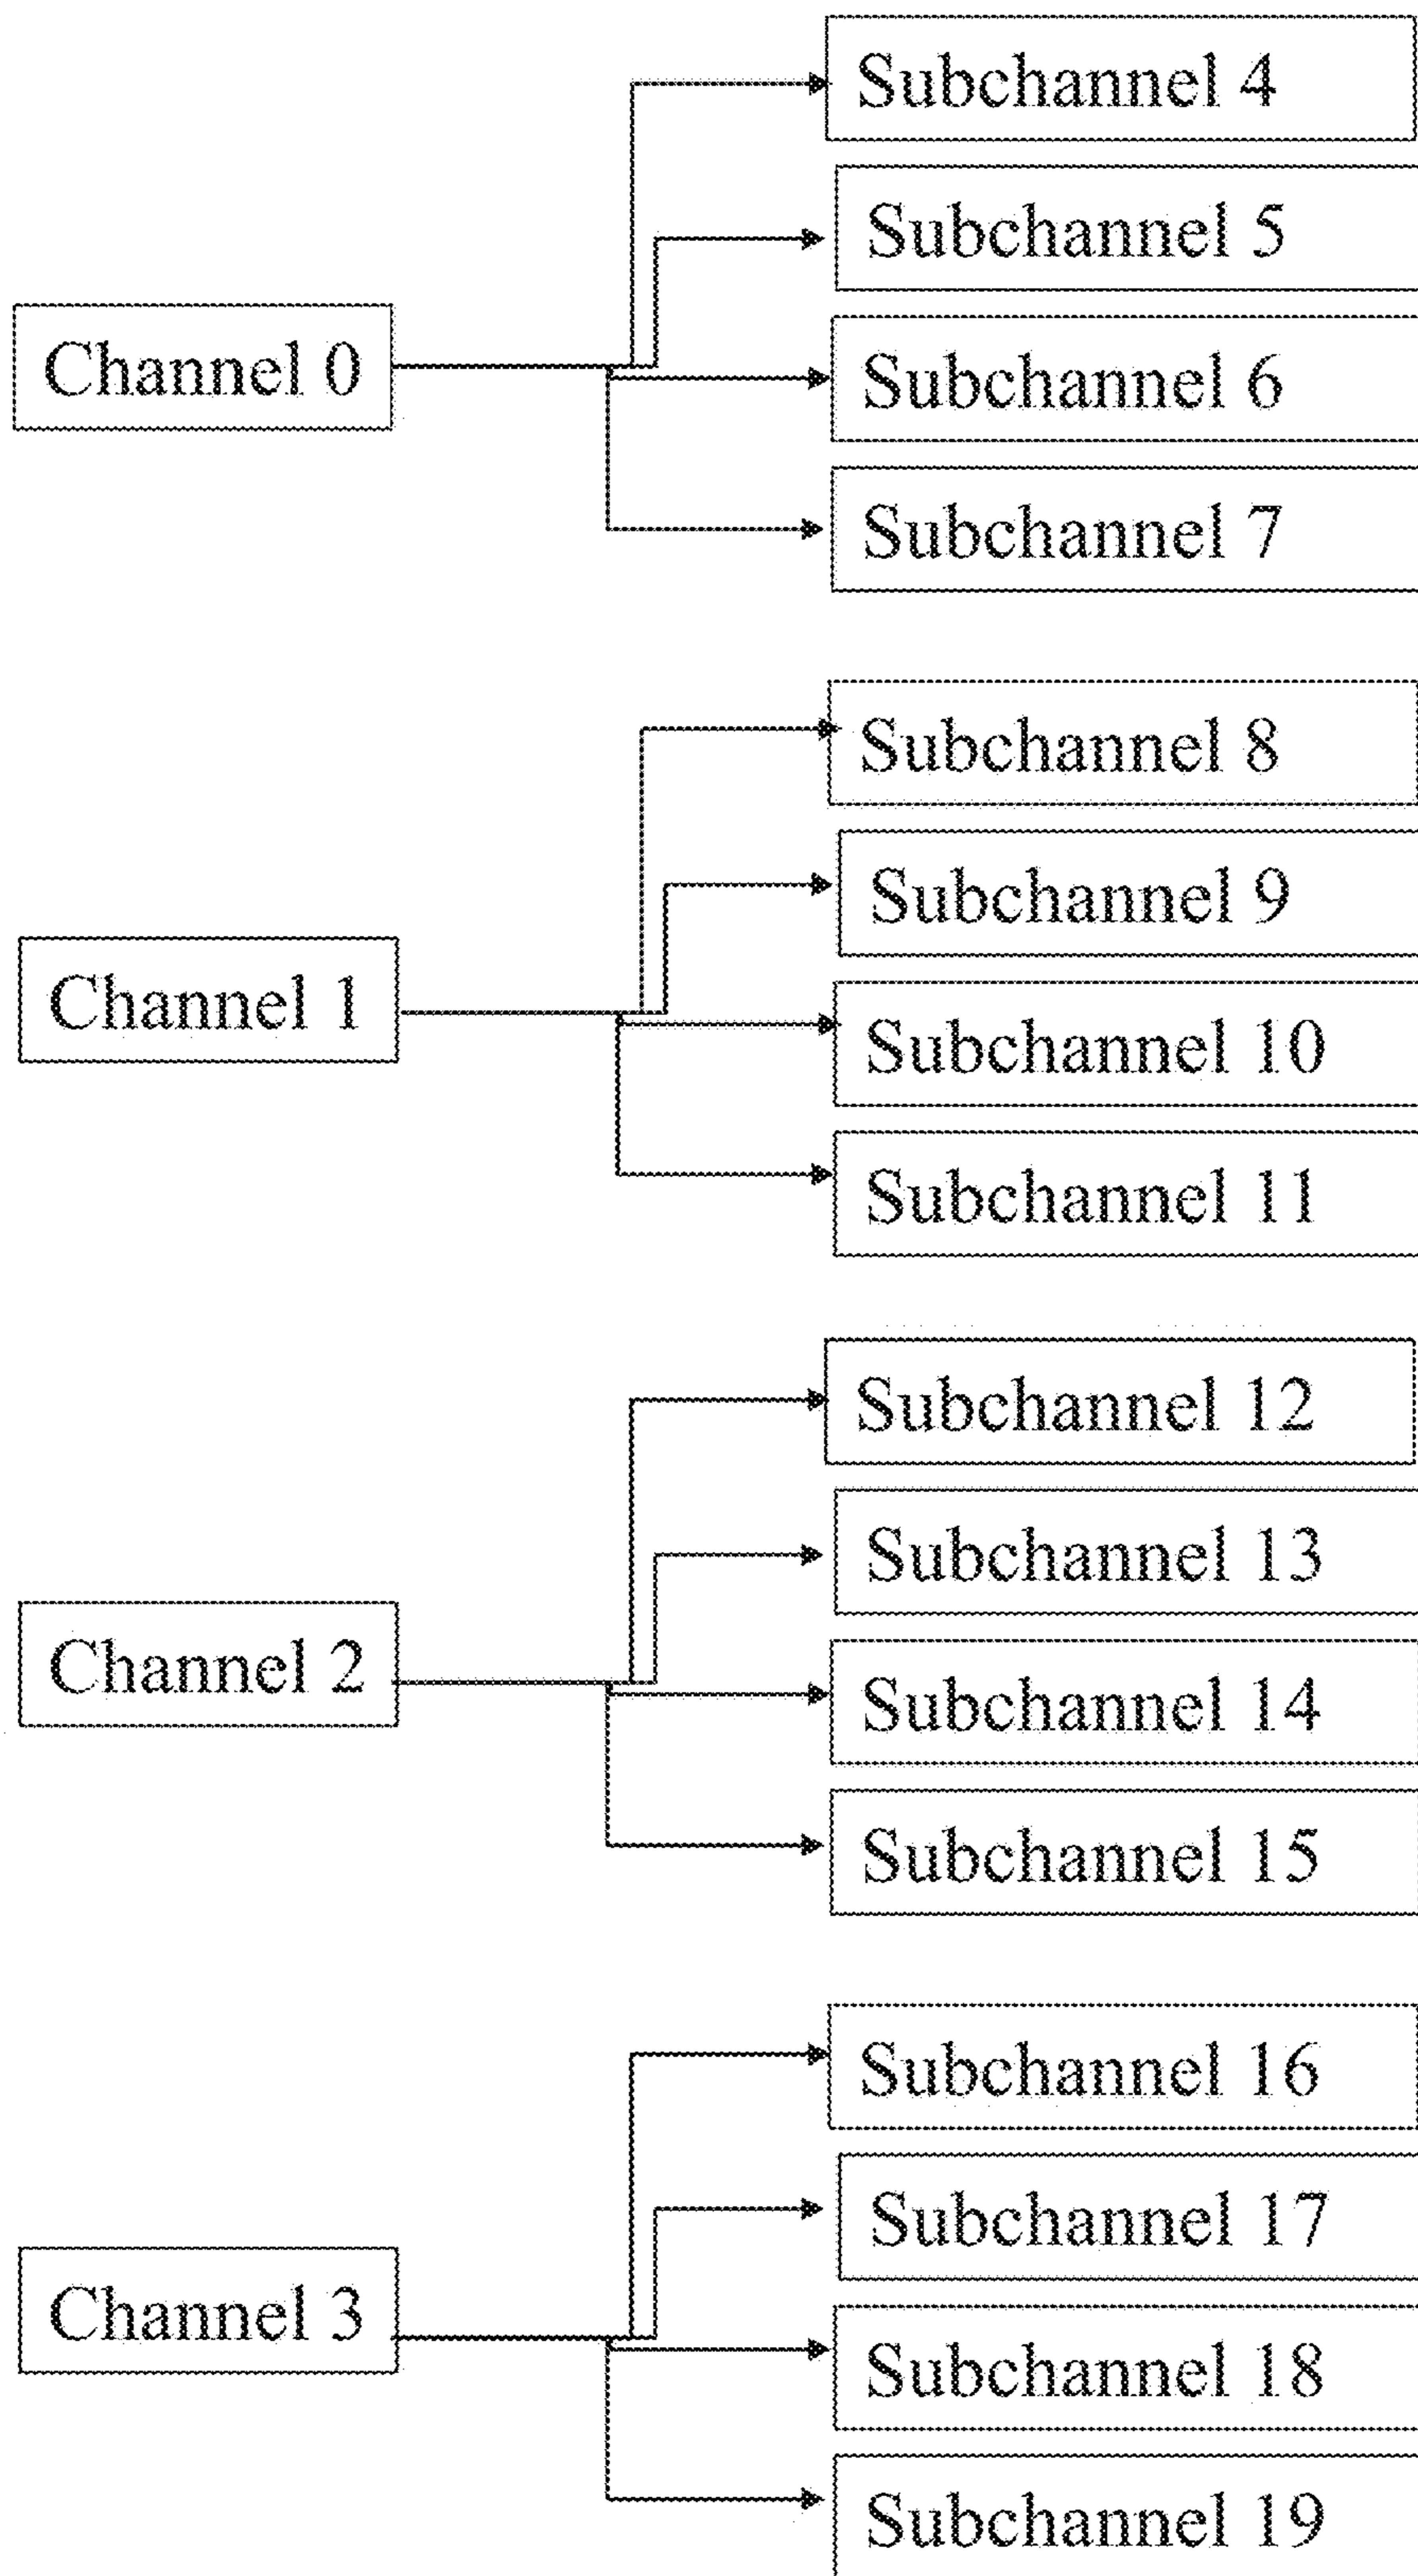 Subchannel 4
Subchannel 5
Channel 0
Subchannel 6
Subchannel 7
Subchannel 8
Subchannel 9
Channel 1
Subchannel 10
Subchannel 11
Subchannel 12
Subchannel 13
Channel 2
Subchannel 14
Subchannel 15
Subchannel 16
Subchannel 17
Channel 3
Subchannel 18
Subchannel 19